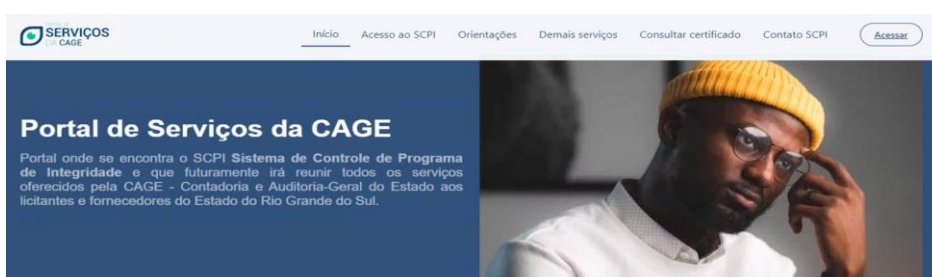 SERVIÇOS
DA CAGE
Início Acesso ao SCPI Orientações Demais serviços Consultar certificado Contato SCPI Acessar
Portal de Serviços da CAGE
Portal onde se encontra o SCPI Sistema de Controle de Programa
de Integridade e que futuramente irá reunir todos os serviços
oferecidos pela CAGE - Contadoria e Auditoria-Geral do Estado aos
licitantes e fornecedores do Estado do Rio Grande do Sul.